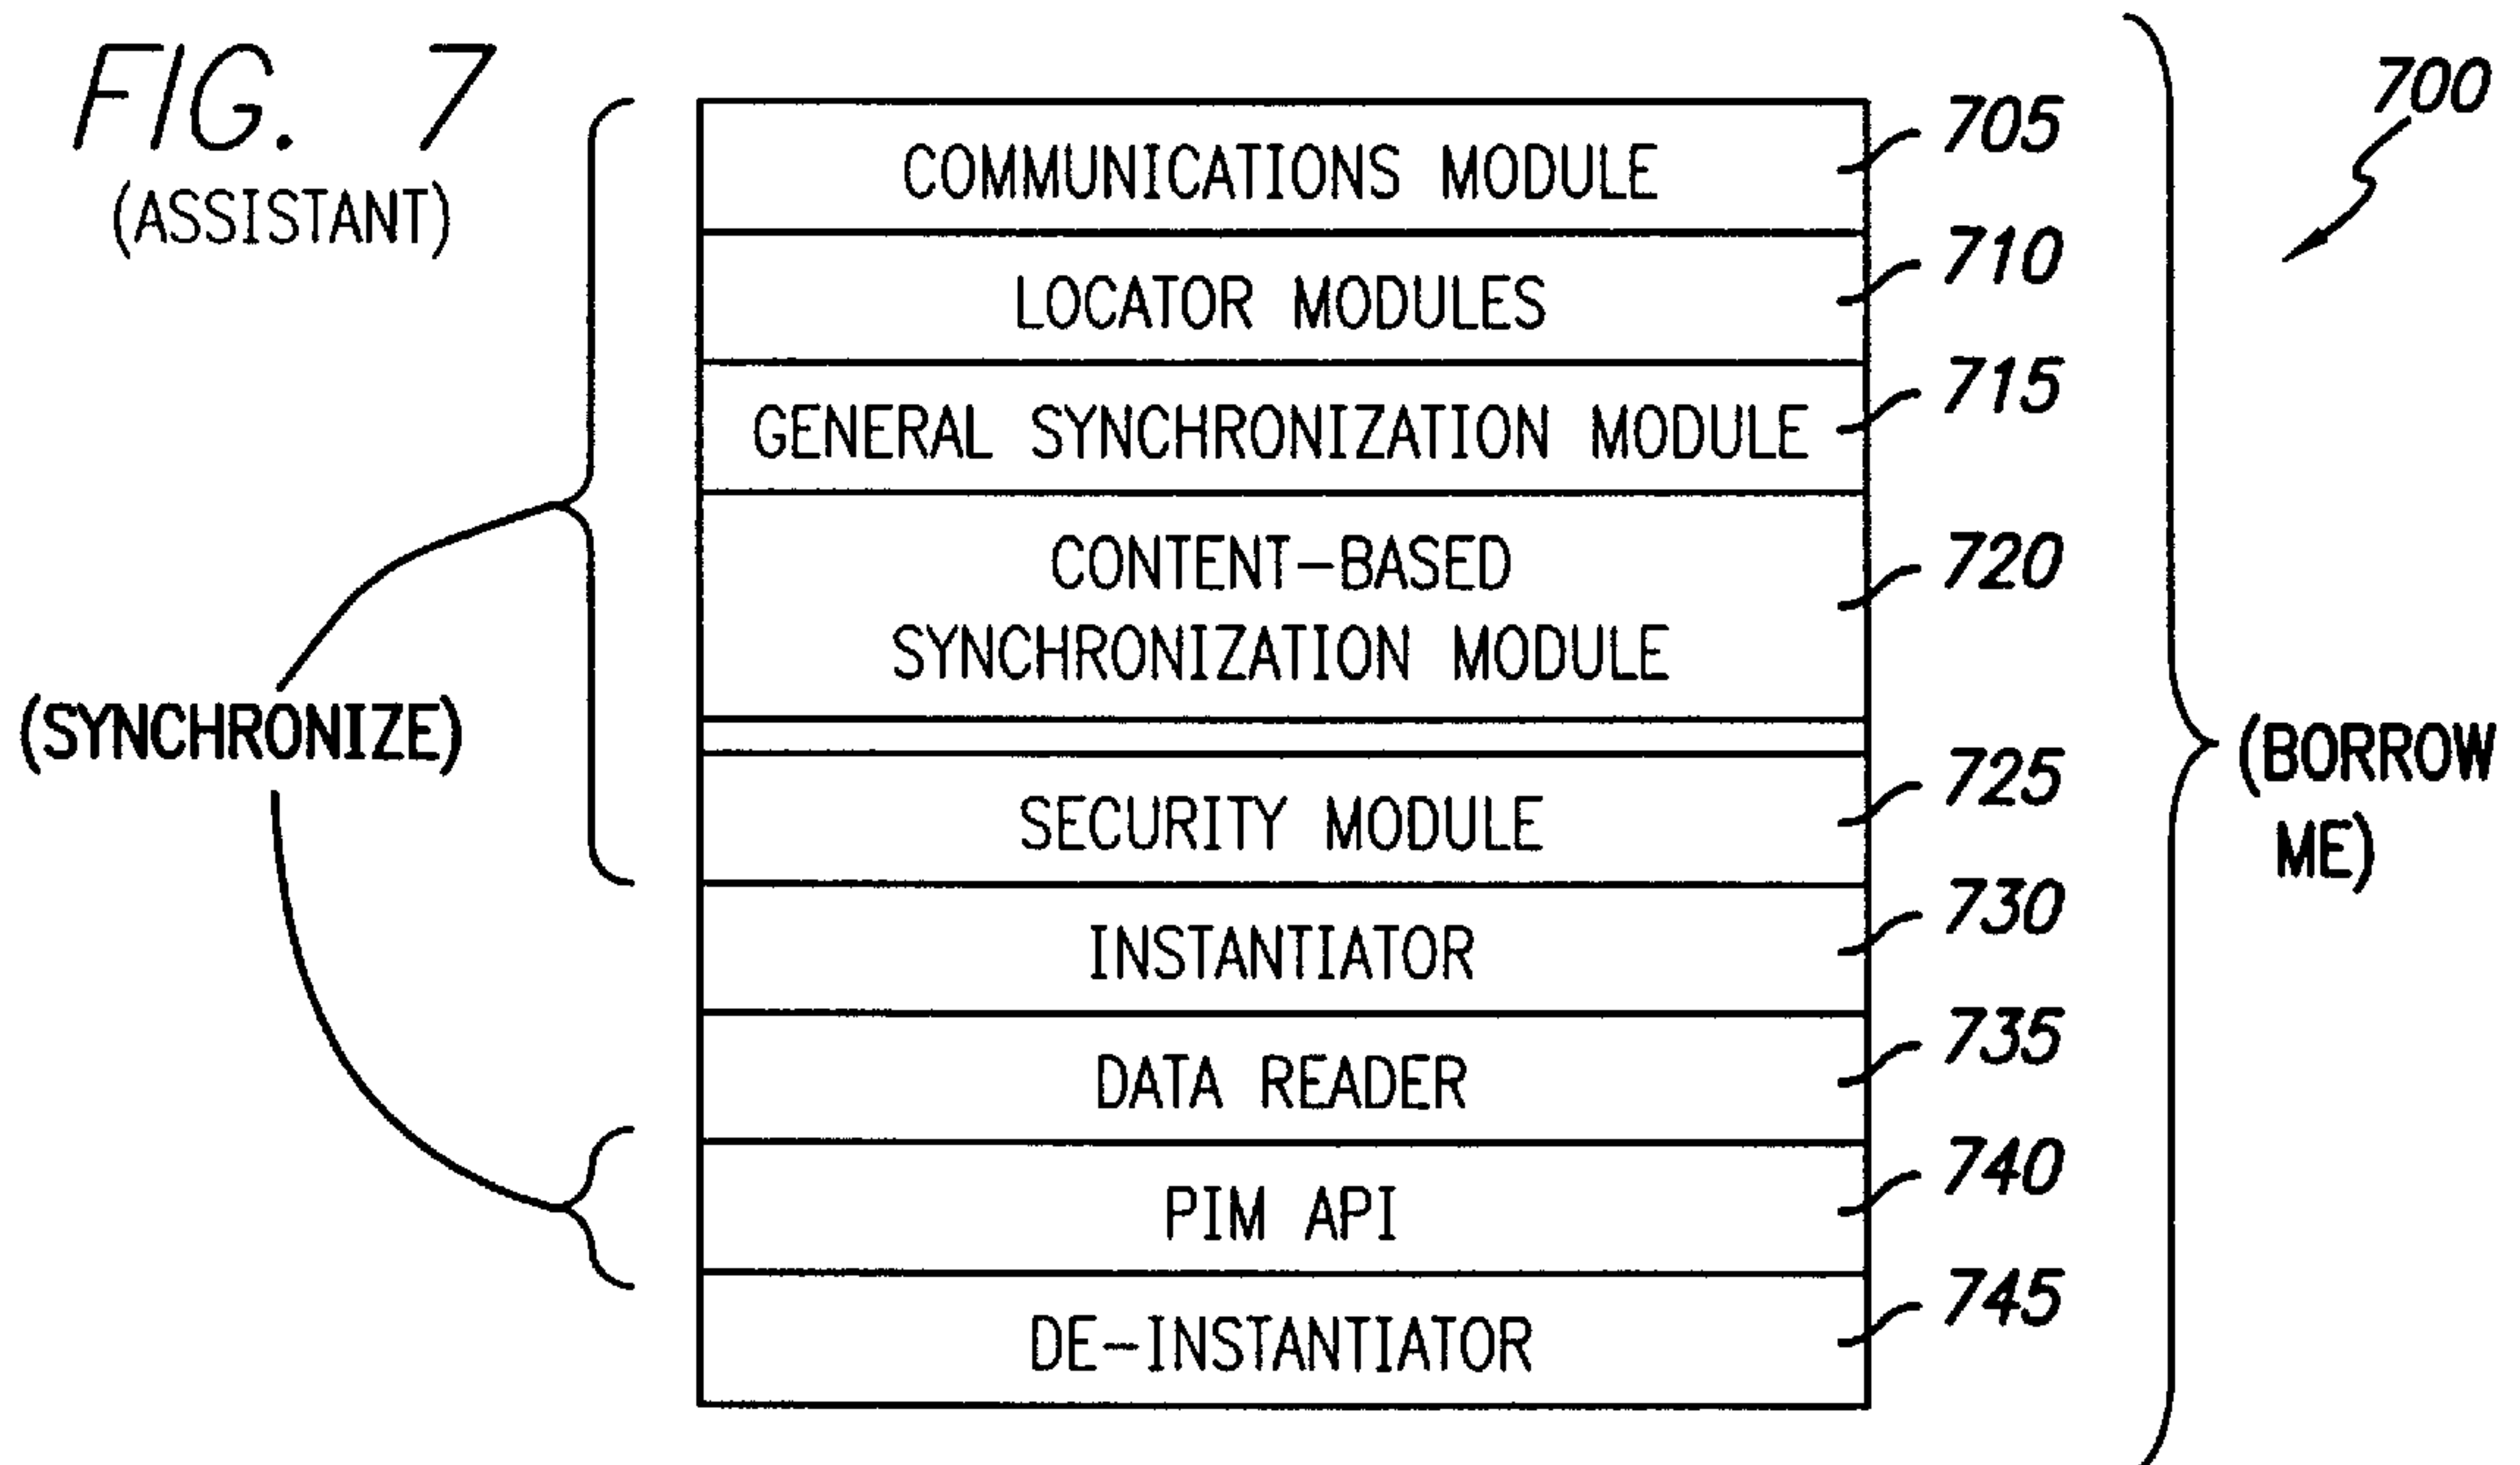 FIG. 7
(ASSISTANT)
700
COMMUNICATIONS MODULE 705
LOCATOR MODULES 710
GENERAL SYNCHRONIZATION MODULE 715
CONTENT-BASED 720
SYNCHRONIZATION MODULE
(SYNCHRONIZE)
(BORROW
ME)
SECURITY MODULE 725
INSTANTIATOR 730
DATA READER 735
PIM API 740
DE-INSTANTIATOR 745